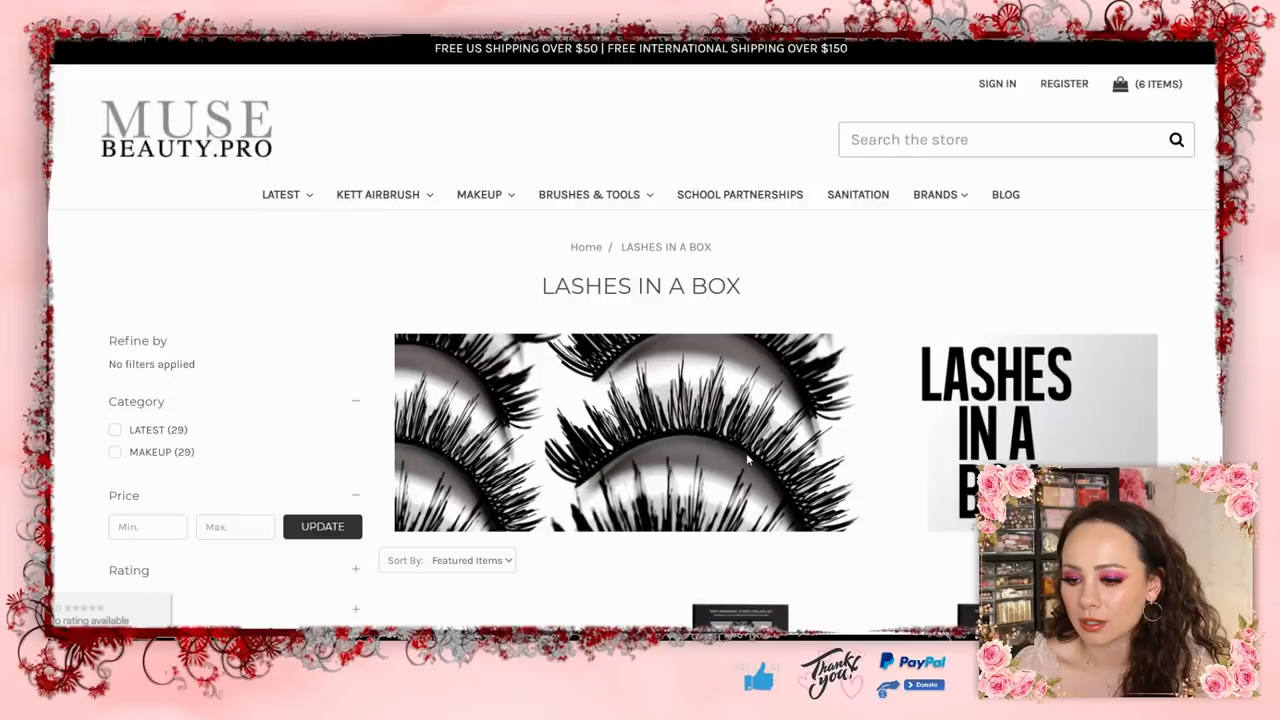 FREE US SHIPPING OVER $50 | FREE INTERNATIONAL SHIPPING OVER $150
SIGN IN
REGISTER
(6 ITEMS)
MUSE
BEAUTY.PRO
Search the store
LATEST
KETT AIRBRUSH
MAKEUP
BRUSHES & TOOLS
SCHOOL PARTNERSHIPS
SANITATION
BRANDS
BLOG
Home / LASHES IN A BOX
LASHES IN A BOX
Refine by
No filters applied
Category
LATEST (29)
MAKEUP (29)
Price
Min.
Max.
UPDATE
Rating
LASHES
IN A
Sort By: Featured Items
rating available
Thank
you!
PayPal
Donate